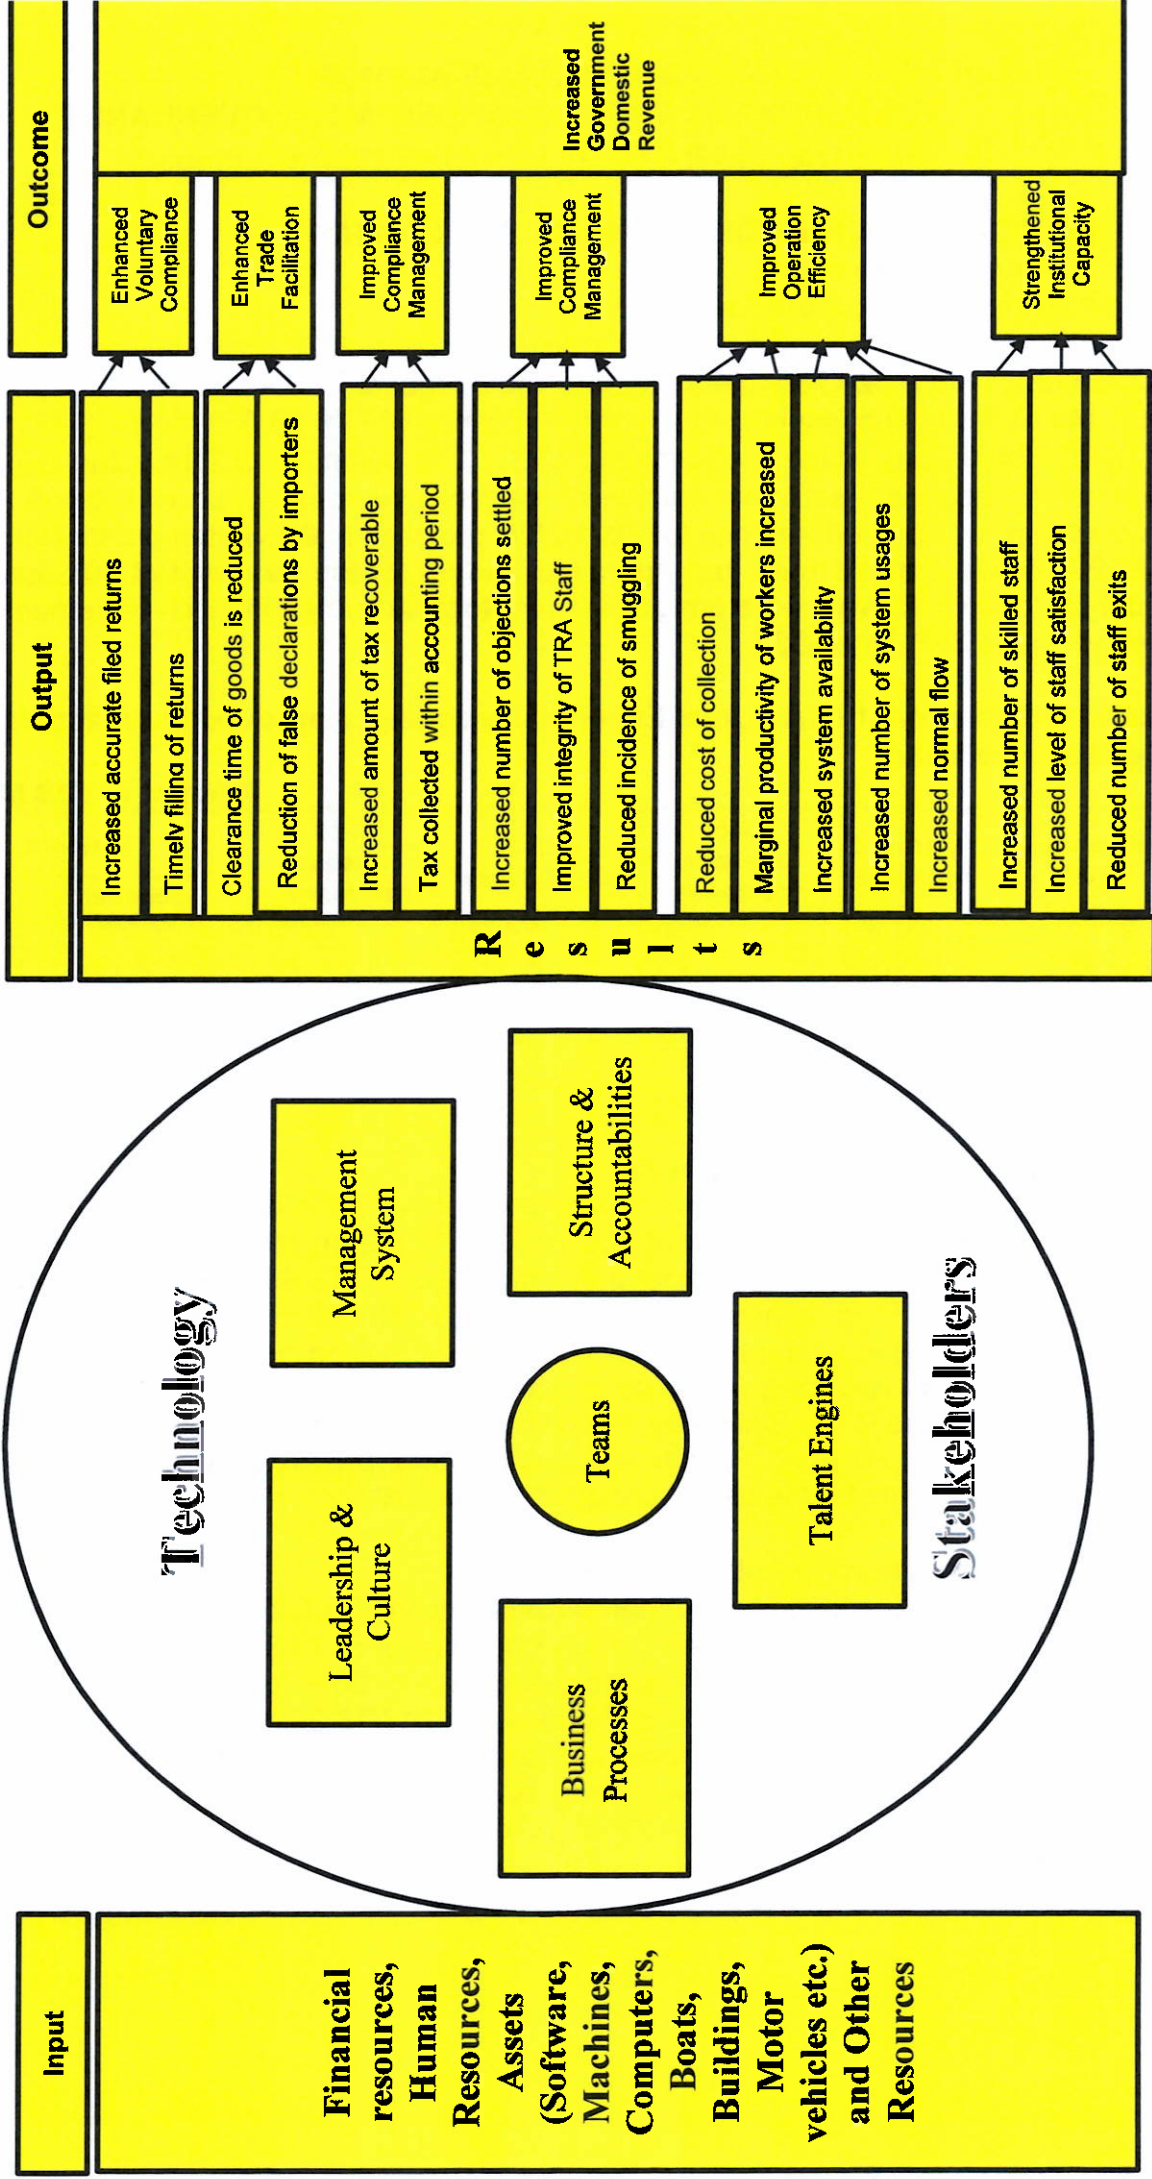 Input
Financial
resources,
Human
Resources,
Assets
(Software,
Machines,
Computers,
Boats,
Buildings,
Motor
vehicles etc.)
and Other
Resources
Technology
Leadership &
Culture
Management
System
Business
Processes
Teams
Structure &
Accountabilities
Talent Engines
Stakeholders
Output
R
e
s
u
l
t
s
Increased accurate filed returns
Timely filling of returns
Clearance time of goods is reduced
Reduction of false declarations by importers
Increased amount of tax recoverable
Tax collected within accounting period
Increased number of objections settled
Improved integrity of TRA Staff
Reduced incidence of smuggling
Reduced cost of collection
Marginal productivity of workers increased
Increased system availability
Increased number of system usages
Increased normal flow
Increased number of skilled staff
Increased level of staff satisfaction
Reduced number of staff exits
Outcome
Enhanced
Voluntary
Compliance
Enhanced
Trade
Facilitation
Improved
Compliance
Management
Improved
Compliance
Management
Improved
Operation
Efficiency
Strengthened
Institutional
Capacity
Increased
Government
Domestic
Revenue